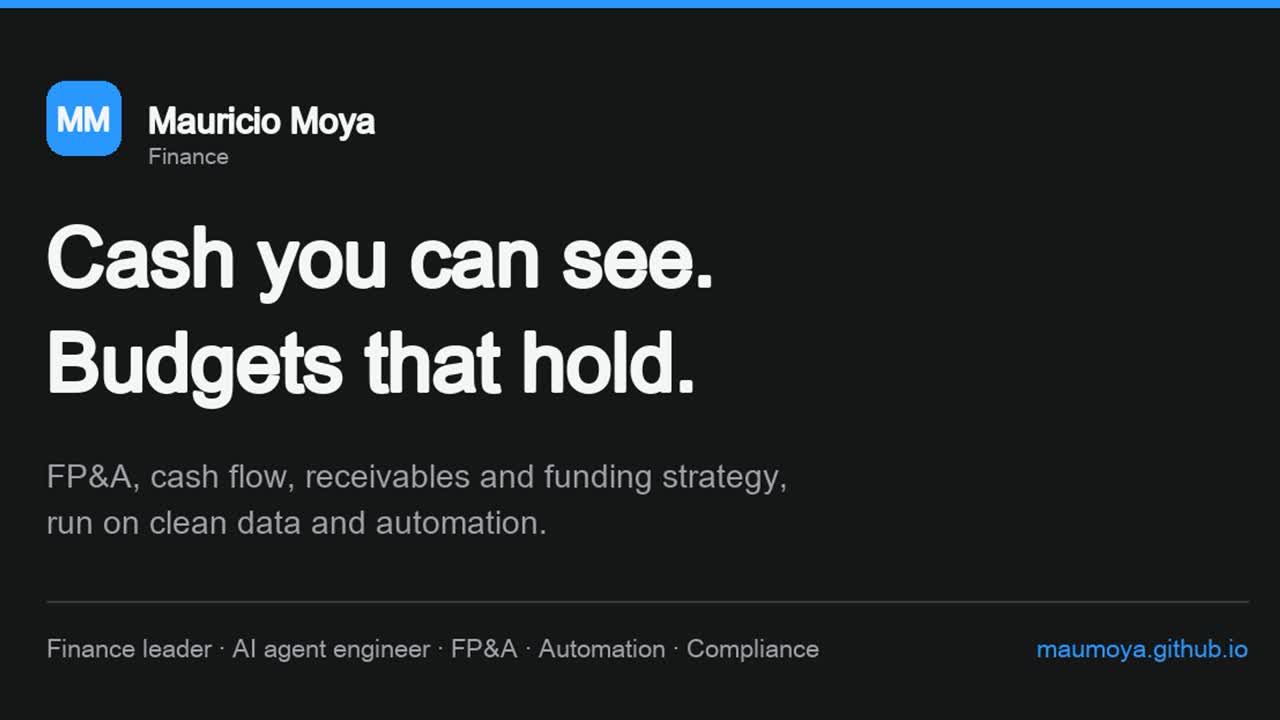 MM
Mauricio Moya
Finance
Cash you can see.
Budgets that hold.
FP&A, cash flow, receivables and funding strategy,
run on clean data and automation.
Finance leader · AI agent engineer · FP&A · Automation · Compliance
maumoya.github.io